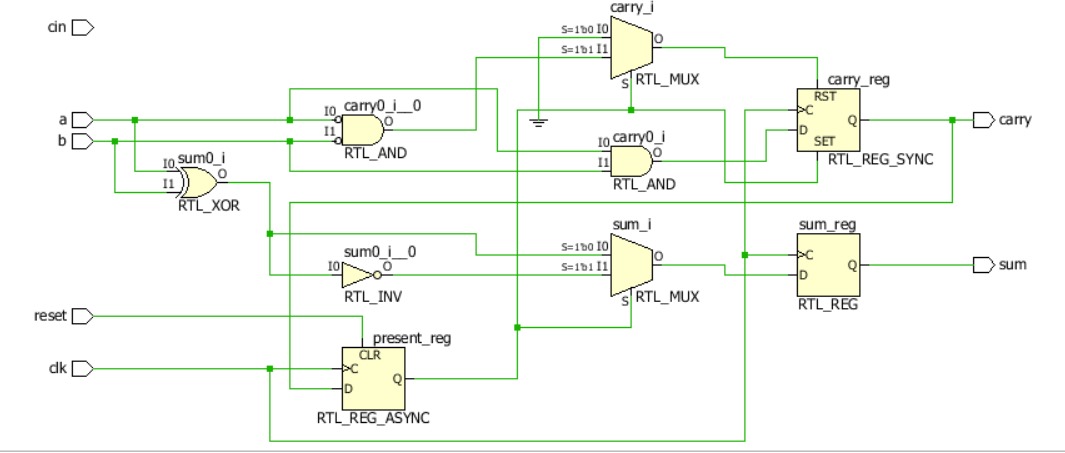 carry_i
cin
S=1'b0 I0
O
S=1'b1 I1
S
RTL_MUX
carry_reg
RST
C
D
Q
SET
RTL_REG_SYNC
carry
a
b
carry0_i__0
I0
O
I1
RTL_AND
carry0_i
I0
O
I1
RTL_AND
sum0_i
I0
O
I1
RTL_XOR
sum_i
S=1'b0 I0
O
S=1'b1 I1
S
RTL_MUX
sum_reg
C
D
Q
RTL_REG
sum
sum0_i__0
I0
O
RTL_INV
reset
clk
present_reg
CLR
C
D
Q
RTL_REG_ASYNC